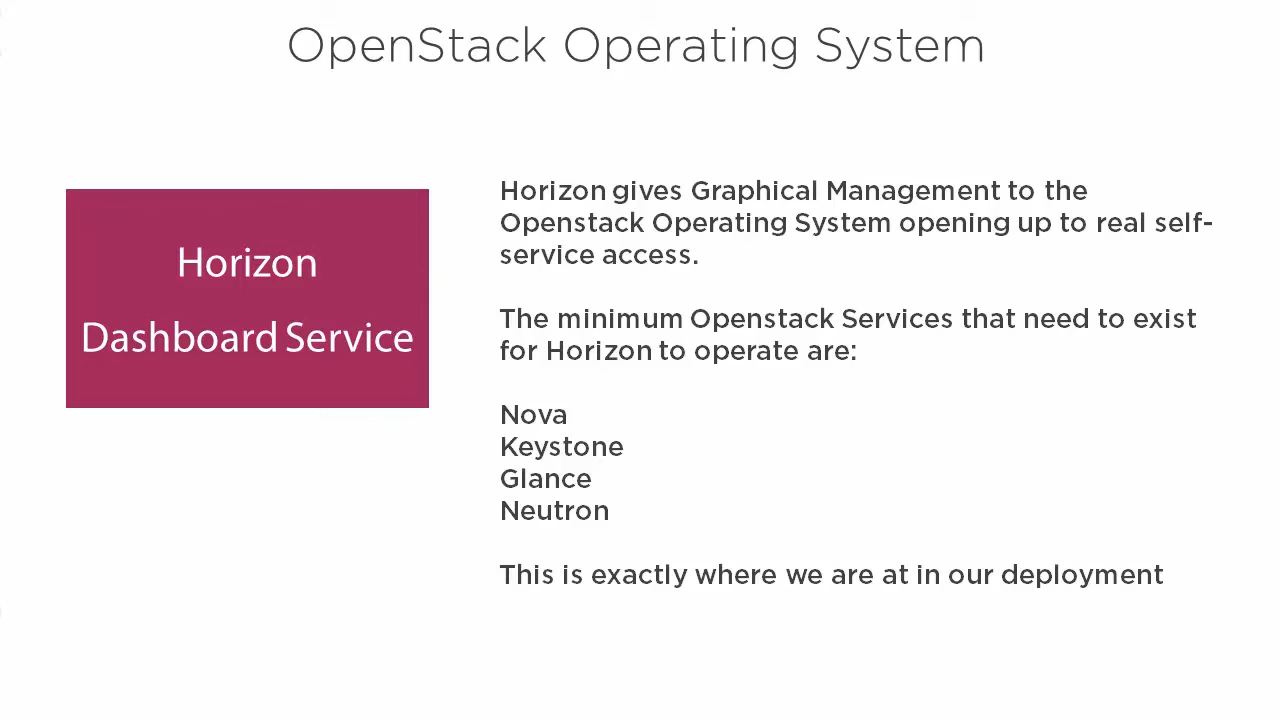 OpenStack Operating System
Horizon
Dashboard Service
Horizon gives Graphical Management to the
Openstack Operating System opening up to real self-
service access.
The minimum Openstack Services that need to exist
for Horizon to operate are:
Nova
Keystone
Glance
Neutron
This is exactly where we are at in our deployment